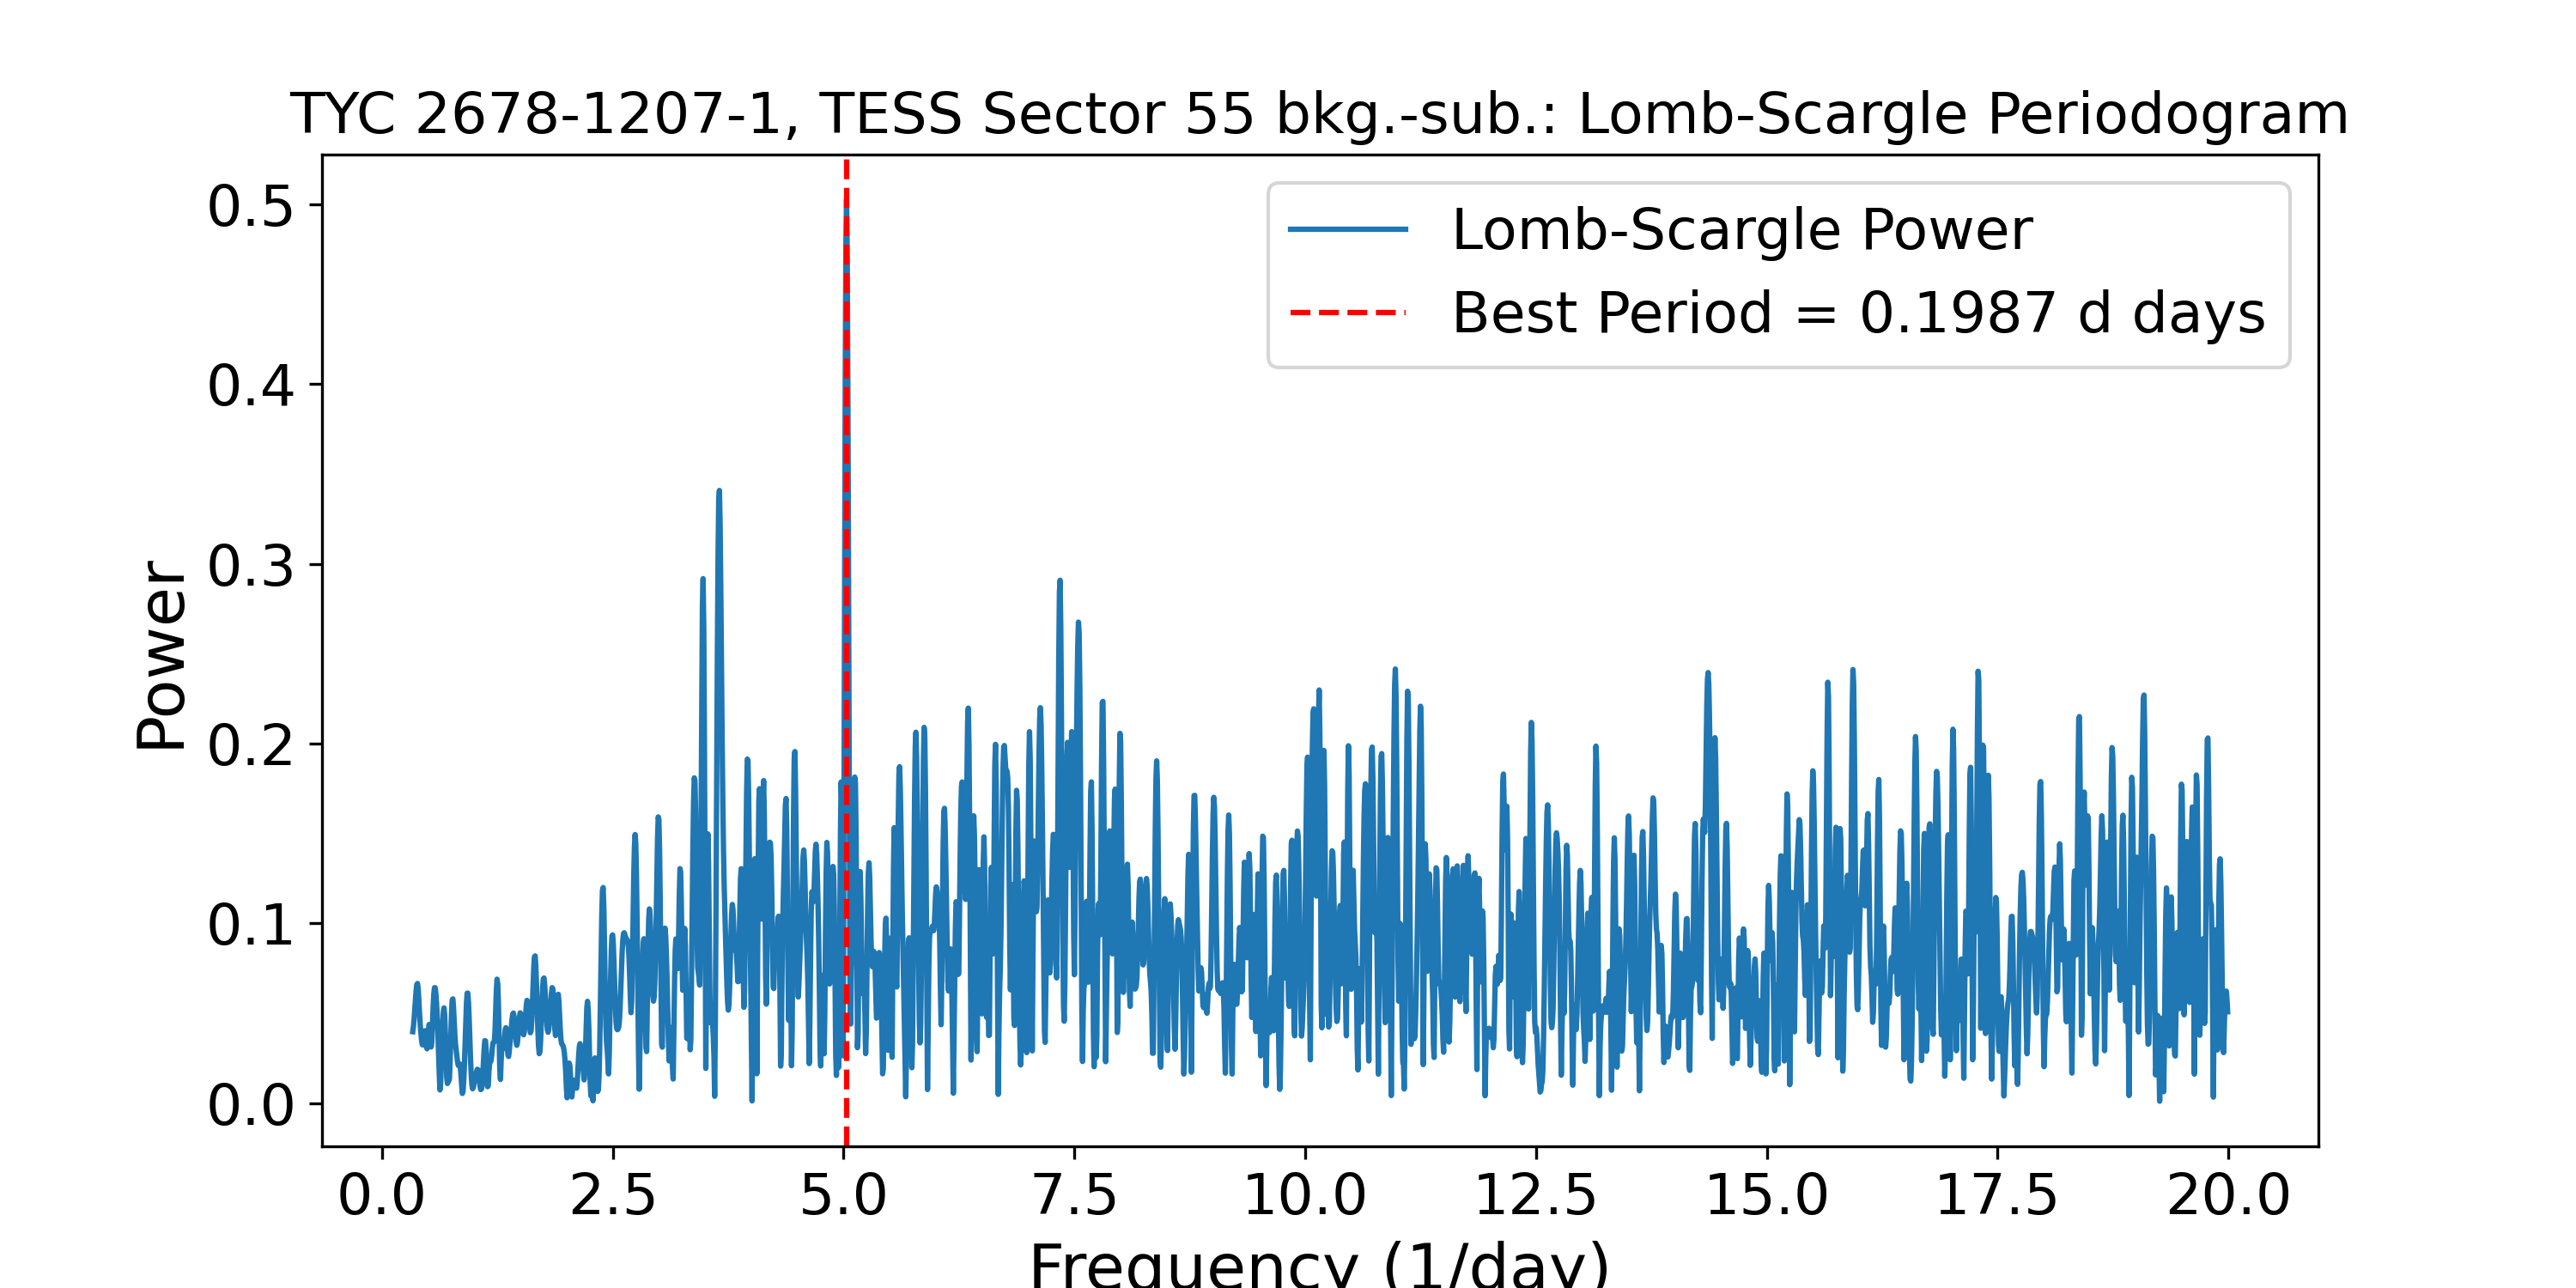 TYC 2678-1207-1, TESS Sector 55 bkg.-sub.: Lomb-Scargle Periodogram
Lomb-Scargle Power
Best Period = 0.1987 d days
Power
0.5
0.4
0.3
0.2
0.1
0.0
0.0 2.5 5.0 7.5 10.0 12.5 15.0 17.5 20.0
Frequency (1/day)